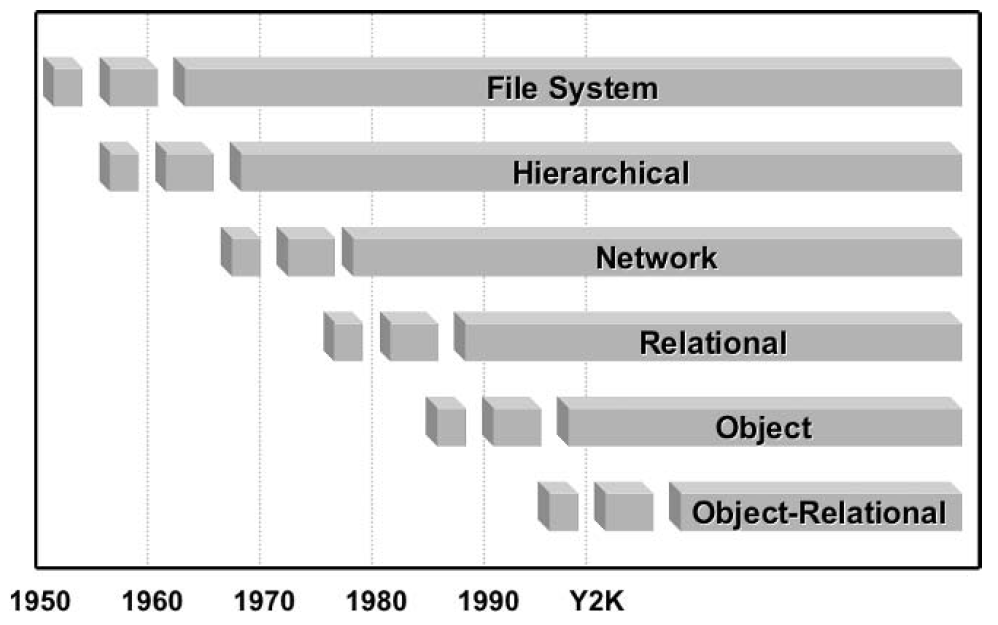 File System
Hierarchical
Network
Relational
Object
Object-Relational
1950 1960 1970 1980 1990 Y2K